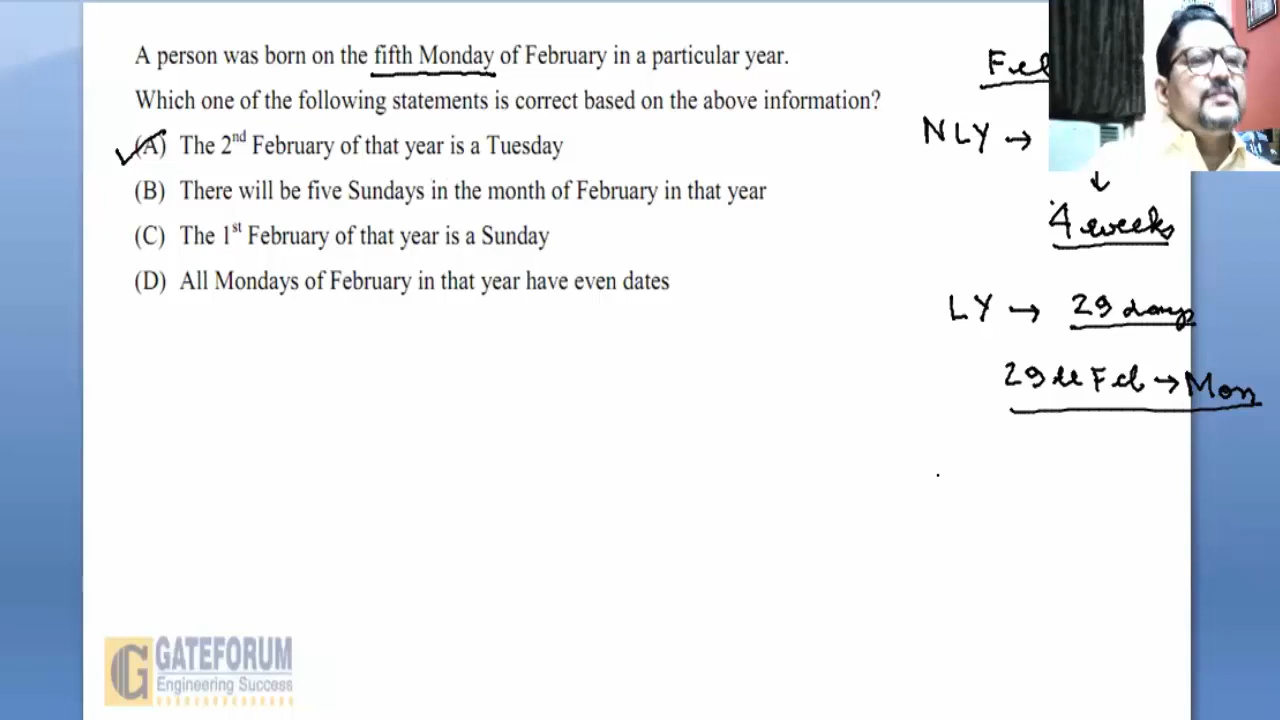 A person was born on the fifth Monday of February in a particular year.
Which one of the following statements is correct based on the above information?
(A) The 2nd February of that year is a Tuesday
(B) There will be five Sundays in the month of February in that year
(C) The 1st February of that year is a Sunday
(D) All Mondays of February in that year have even dates
NLY →
4 weeks
LY → 29 days
29 Feb → Mon
GATEFORUM
Engineering Success